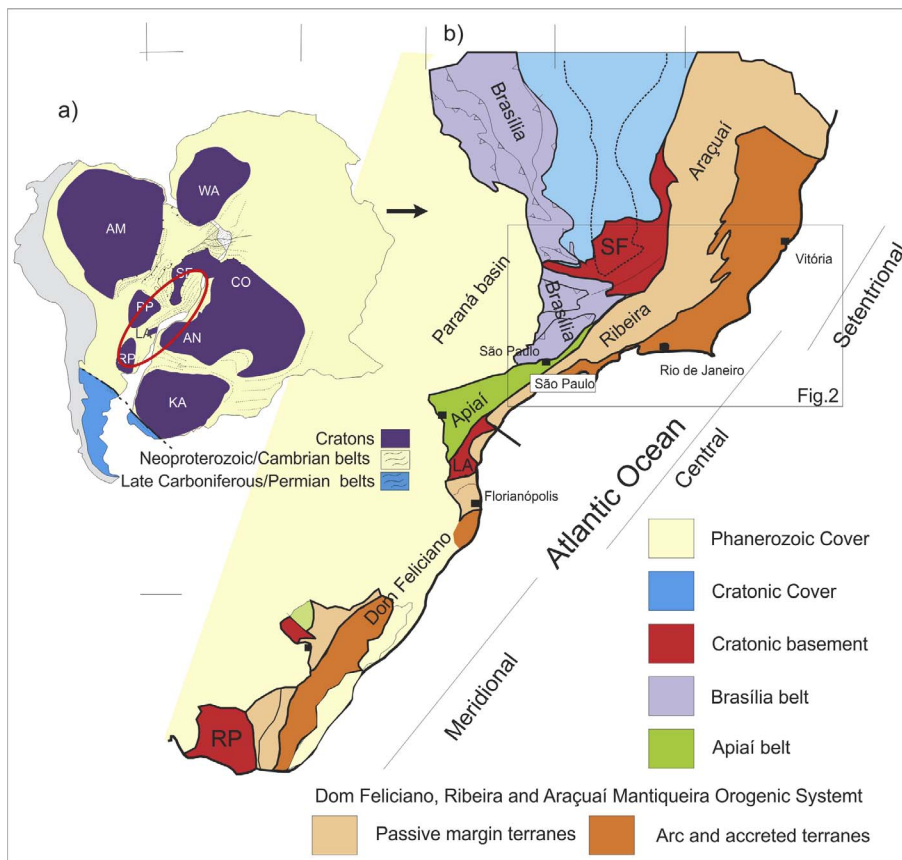 a)
AM
WA
SF
CO
PP
LA
AN
RP
KA
Cratons
Neoproterozoic/Cambrian belts
Late Carboniferous/Permian belts
b)
Brasília
Araçuaí
SF
Vitória
Setentrional
Paraná basin
Brasília
Ribeira
São Paulo
São Paulo
Rio de Janeiro
Fig.2
Apiaí
LA
Florianópolis
Atlantic Ocean
Central
Dom Feliciano
Meridional
RP
Phanerozoic Cover
Cratonic Cover
Cratonic basement
Brasília belt
Apiaí belt
Dom Feliciano, Ribeira and Araçuaí Mantiqueira Orogenic Systemt
Passive margin terranes
Arc and accreted terranes